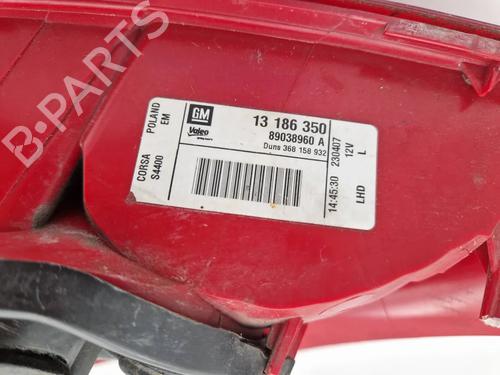 CORSA POLAND
S4400 EM
GM
Valeo
13 186 350
89038960 A
Duns 368 158 932
14:45:30 230407
LHD 12V L
B-PARTS